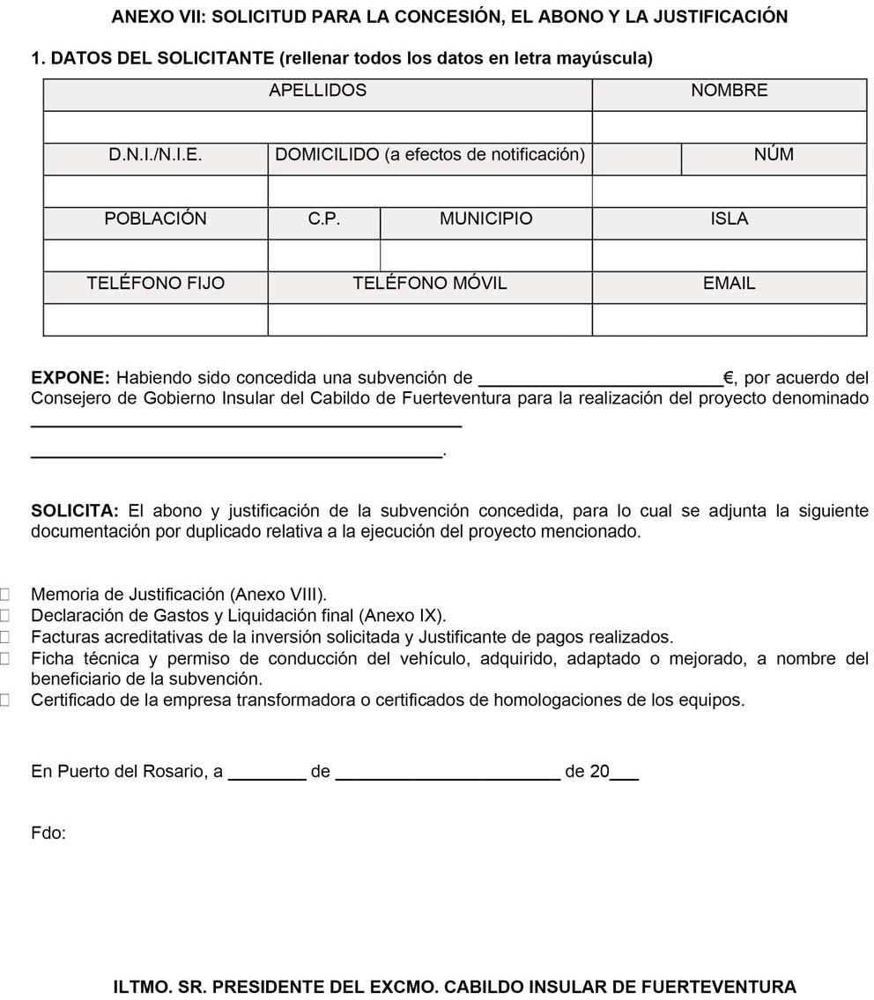 ANEXO VII: SOLICITUD PARA LA CONCESIÓN, EL ABONO Y LA JUSTIFICACIÓN
1. DATOS DEL SOLICITANTE (rellenar todos los datos en letra mayúscula)
APELLIDOS NOMBRE
D.N.I./N.I.E. DOMICILIDO (a efectos de notificación) NÚM
POBLACIÓN C.P. MUNICIPIO ISLA
TELÉFONO FIJO TELÉFONO MÓVIL EMAIL
EXPONE: Habiendo sido concedida una subvención de _________________________€, por acuerdo del
Consejero de Gobierno Insular del Cabildo de Fuerteventura para la realización del proyecto denominado
____________________________________________
__________________________________________.
SOLICITA: El abono y justificación de la subvención concedida, para lo cual se adjunta la siguiente
documentación por duplicado relativa a la ejecución del proyecto mencionado.
□ Memoria de Justificación (Anexo VIII).
□ Declaración de Gastos y Liquidación final (Anexo IX).
□ Facturas acreditativas de la inversión solicitada y Justificante de pagos realizados.
□ Ficha técnica y permiso de conducción del vehículo, adquirido, adaptado o mejorado, a nombre del
beneficiario de la subvención.
□ Certificado de la empresa transformadora o certificados de homologaciones de los equipos.
En Puerto del Rosario, a ________ de _______________________ de 20___
Fdo:
ILTMO. SR. PRESIDENTE DEL EXCMO. CABILDO INSULAR DE FUERTEVENTURA